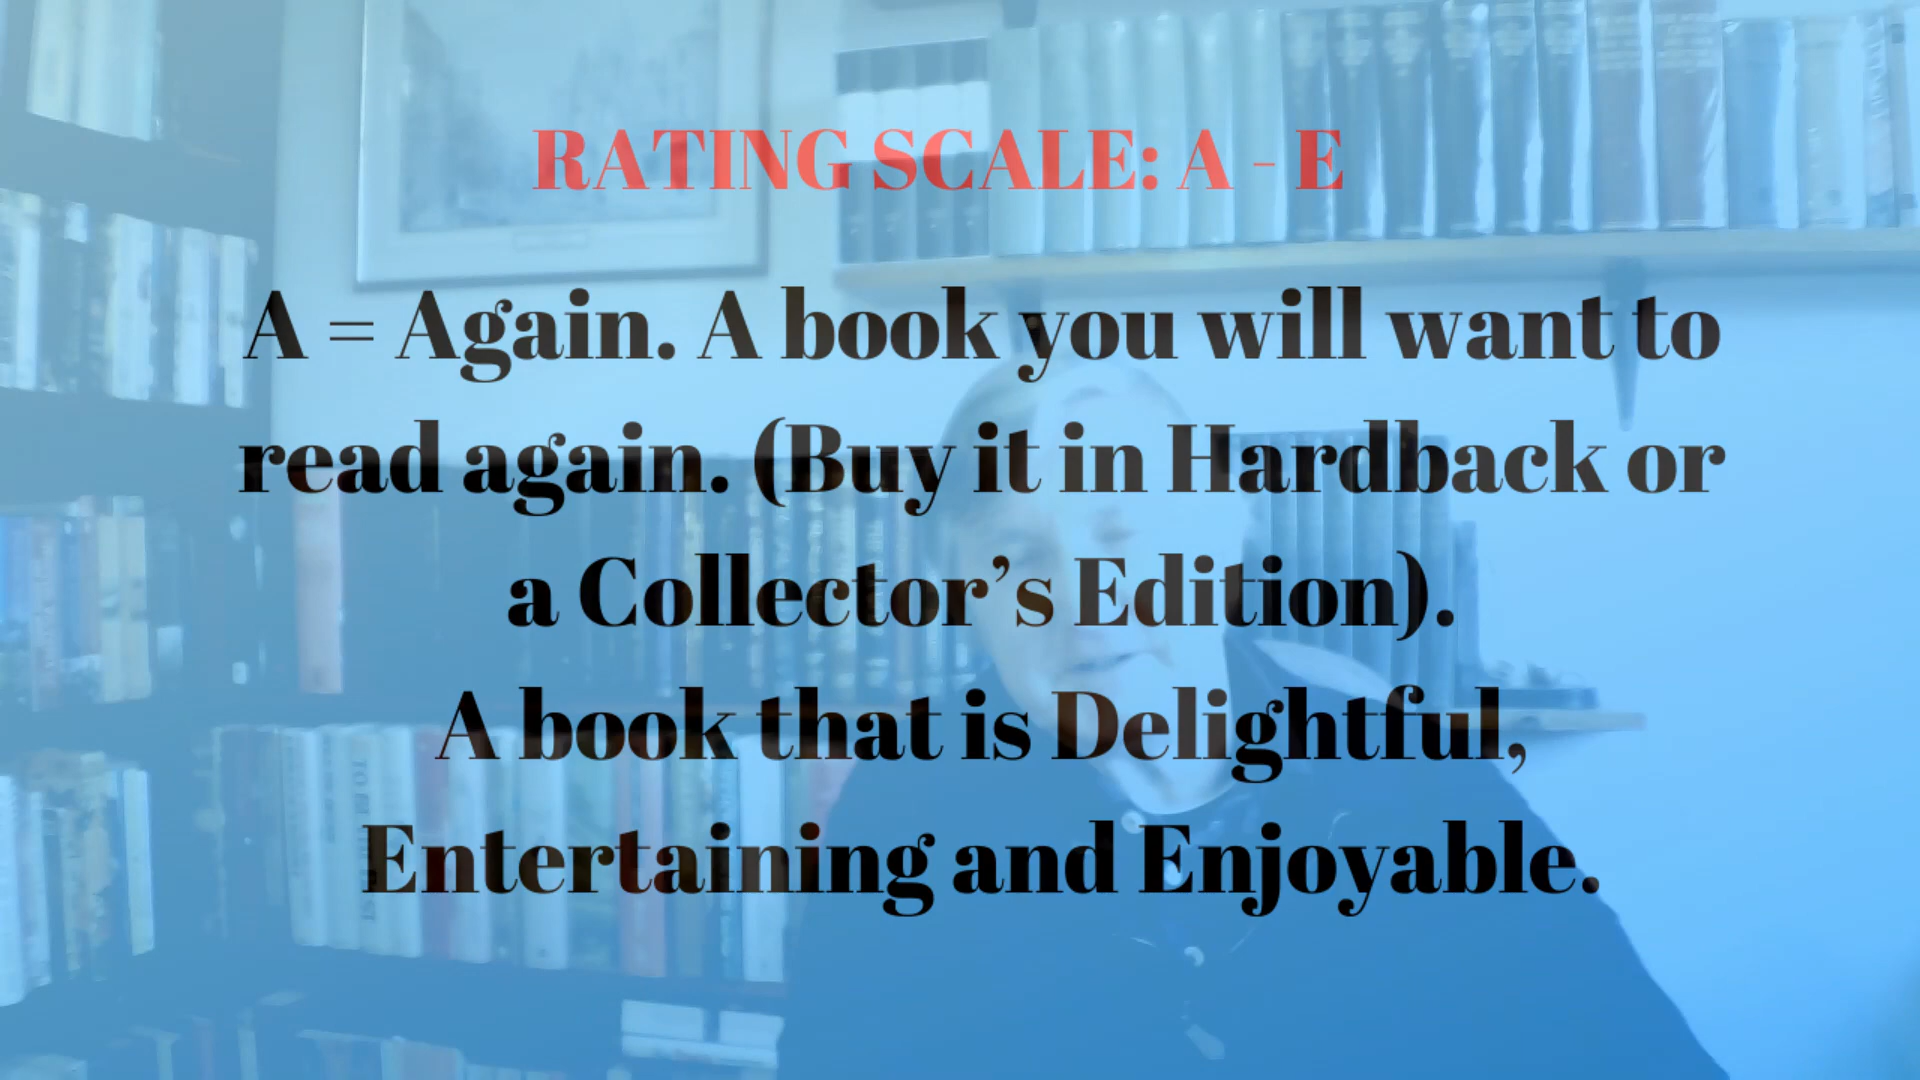 RATING SCALE: A - E
A = Again. A book you will want to
read again. (Buy it in Hardback or
a Collector’s Edition).
A book that is Delightful,
Entertaining and Enjoyable.